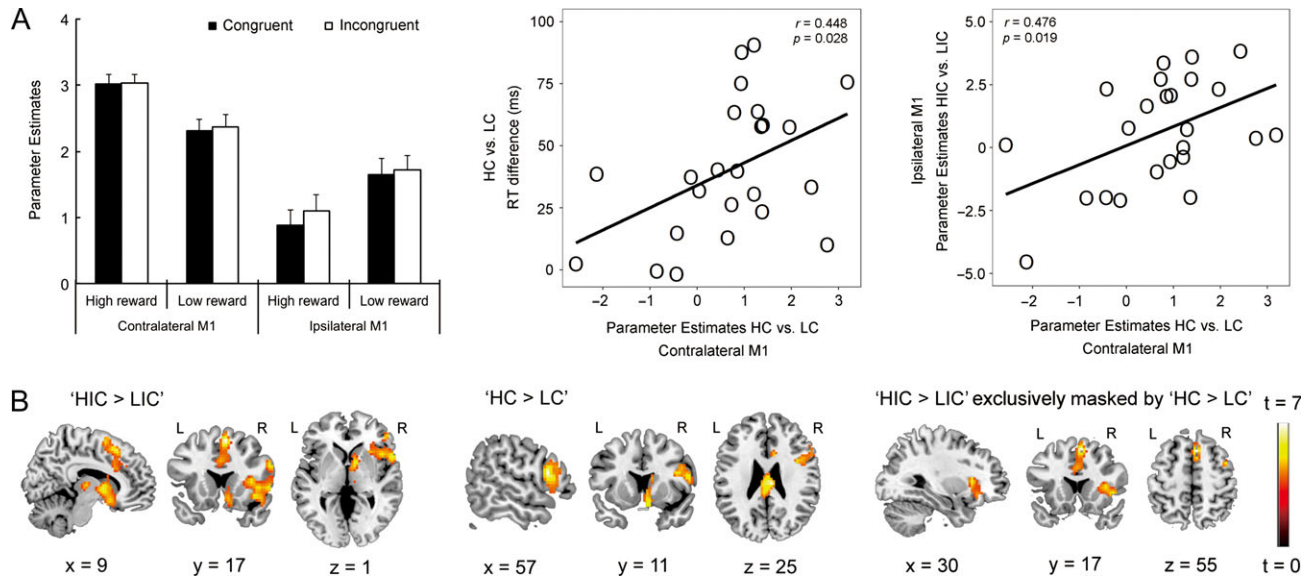 A
Parameter Estimates
4
3
2
1
0
Congruent
Incongruent
High reward
Low reward
High reward
Low reward
Contralateral M1
Ipsilateral M1
HC vs. LC
RT difference (ms)
100
75
50
25
0
r = 0.448
p = 0.028
−2
−1
0
1
2
3
Parameter Estimates HC vs. LC
Contralateral M1
Ipsilateral M1
Parameter Estimates HIC vs. LIC
5.0
2.5
0
−2.5
−5.0
r = 0.476
p = 0.019
−2
−1
0
1
2
3
Parameter Estimates HC vs. LC
Contralateral M1
B
'HIC > LIC'
L
R
x = 9
y = 17
z = 1
'HC > LC'
L
R
x = 57
y = 11
z = 25
'HIC > LIC' exclusively masked by 'HC > LC'
L
R
x = 30
y = 17
z = 55
t = 7
t = 0